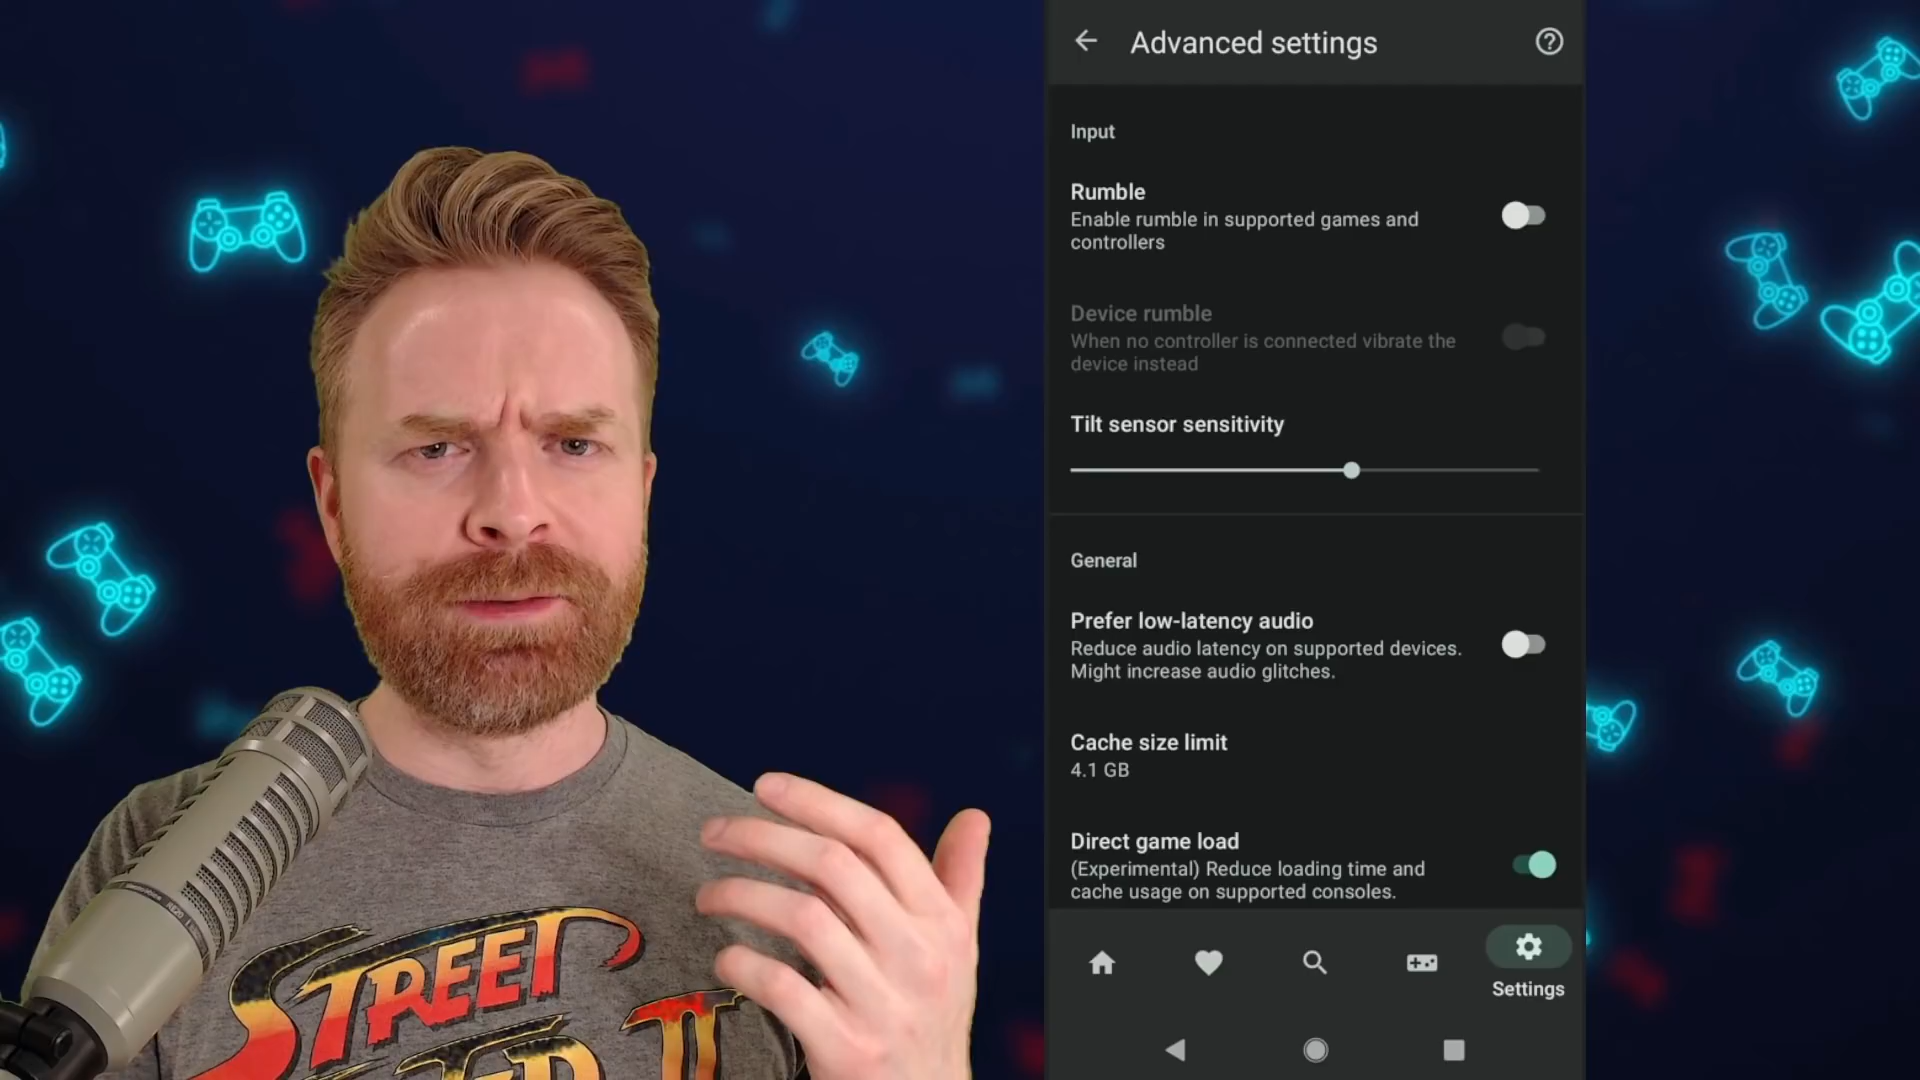 Advanced settings
Input
Rumble
Enable rumble in supported games and
controllers
Device rumble
When no controller is connected vibrate the
device instead
Tilt sensor sensitivity
General
Prefer low-latency audio
Reduce audio latency on supported devices.
Might increase audio glitches.
Cache size limit
4.1 GB
Direct game load
(Experimental) Reduce loading time and
cache usage on supported consoles.
Settings
STREET
II